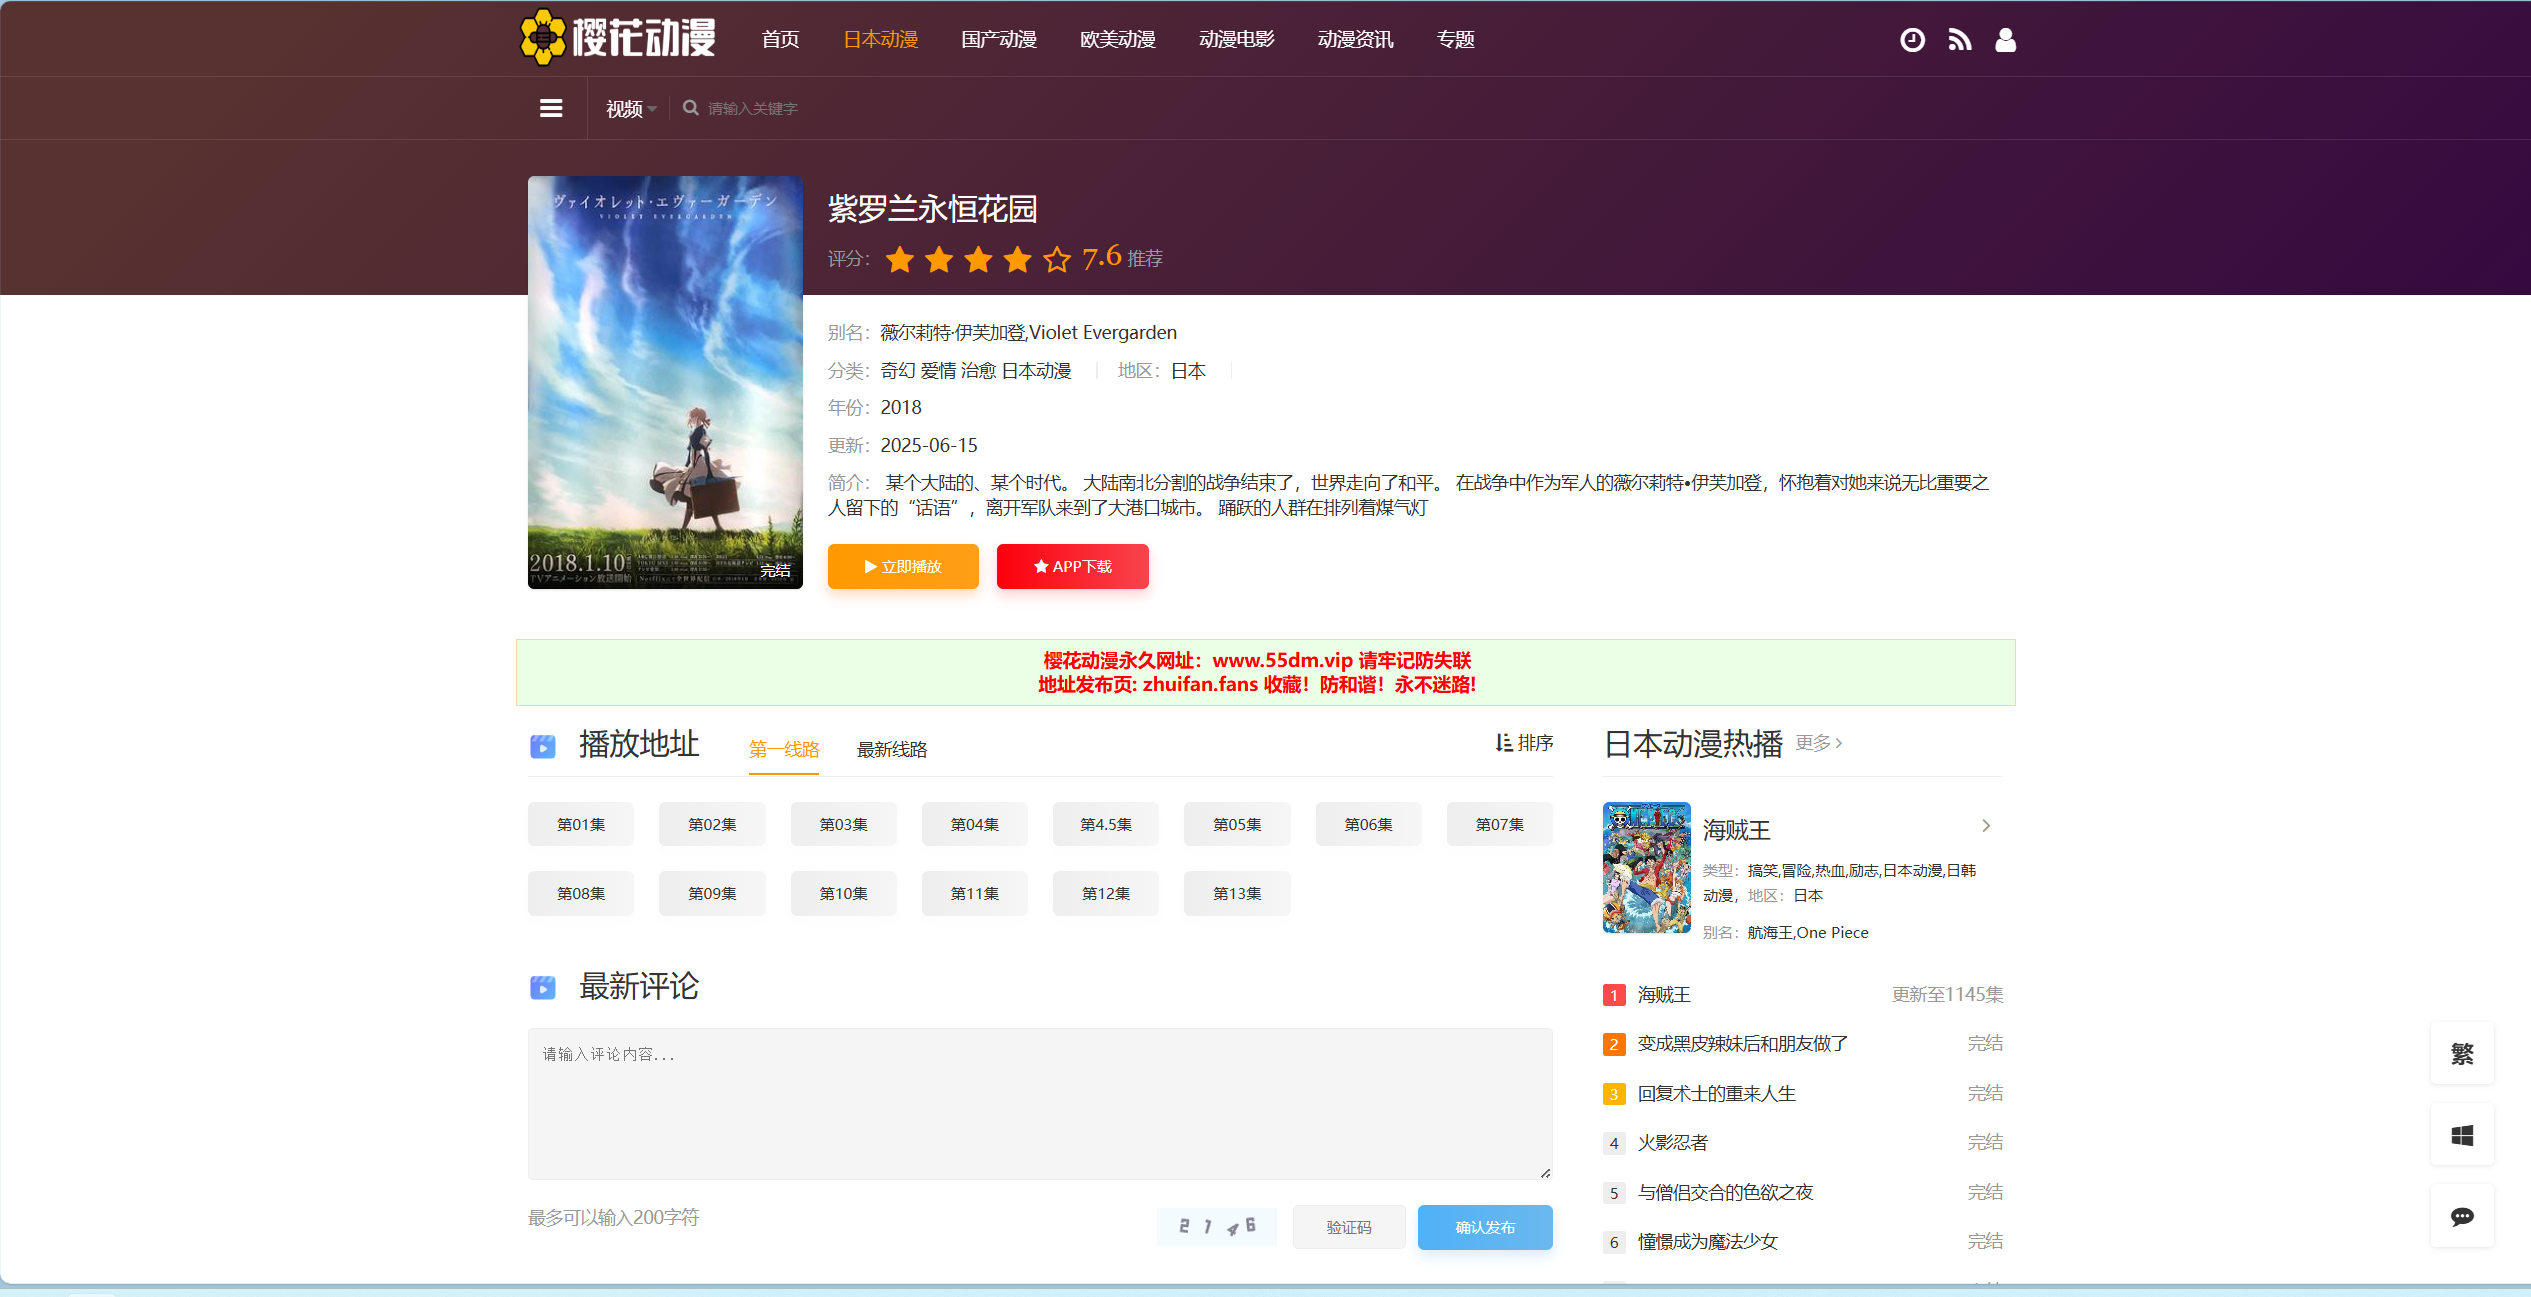 樱花动漫 首页 日本动漫 国产动漫 欧美动漫 动漫电影 动漫资讯 专题
视频 请输入关键字
ヴァイオレット・エヴァーガーデン
VIOLET EVERGARDEN
2018.1.10
TVアニメーション放送開始
完结
紫罗兰永恒花园
评分： 7.6 推荐
别名：薇尔莉特·伊芙加登,Violet Evergarden
分类：奇幻 爱情 治愈 日本动漫 地区：日本
年份：2018
更新：2025-06-15
简介： 某个大陆的、某个时代。 大陆南北分割的战争结束了，世界走向了和平。 在战争中作为军人的薇尔莉特•伊芙加登，怀抱着对她来说无比重要之
人留下的“话语”，离开军队来到了大港口城市。 踊跃的人群在排列着煤气灯
立即播放 APP下载
樱花动漫永久网址：www.55dm.vip 请牢记防失联
地址发布页: zhuifan.fans 收藏！防和谐！永不迷路!
播放地址 第一线路 最新线路 排序
第01集 第02集 第03集 第04集 第4.5集 第05集 第06集 第07集
第08集 第09集 第10集 第11集 第12集 第13集
最新评论
请输入评论内容...
最多可以输入200字符 2146 验证码 确认发布
日本动漫热播 更多
海贼王
类型：搞笑,冒险,热血,励志,日本动漫,日韩
动漫，地区：日本
别名：航海王,One Piece
1 海贼王 更新至1145集
2 变成黑皮辣妹后和朋友做了 完结
3 回复术士的重来人生 完结
4 火影忍者 完结
5 与僧侣交合的色欲之夜 完结
6 憧憬成为魔法少女 完结
繁